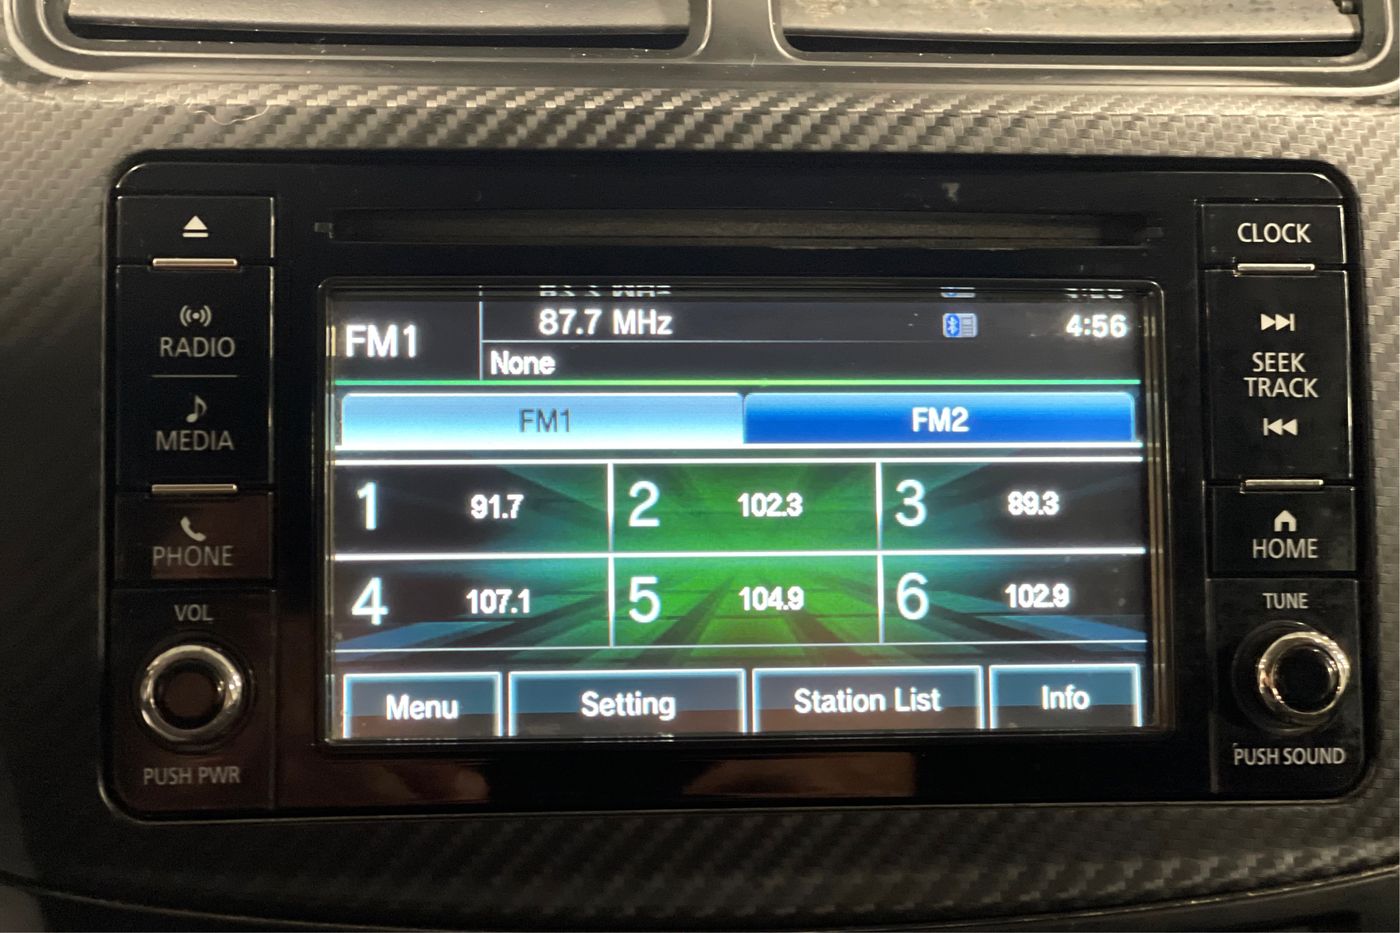 CLOCK
RADIO
MEDIA
PHONE
VOL
PUSH PWR
FM1
87.7 MHz
4:56
None
FM1 FM2
1 91.7 2 102.3 3 89.3
4 107.1 5 104.9 6 102.9
Menu Setting Station List Info
SEEK
TRACK
HOME
TUNE
PUSH SOUND